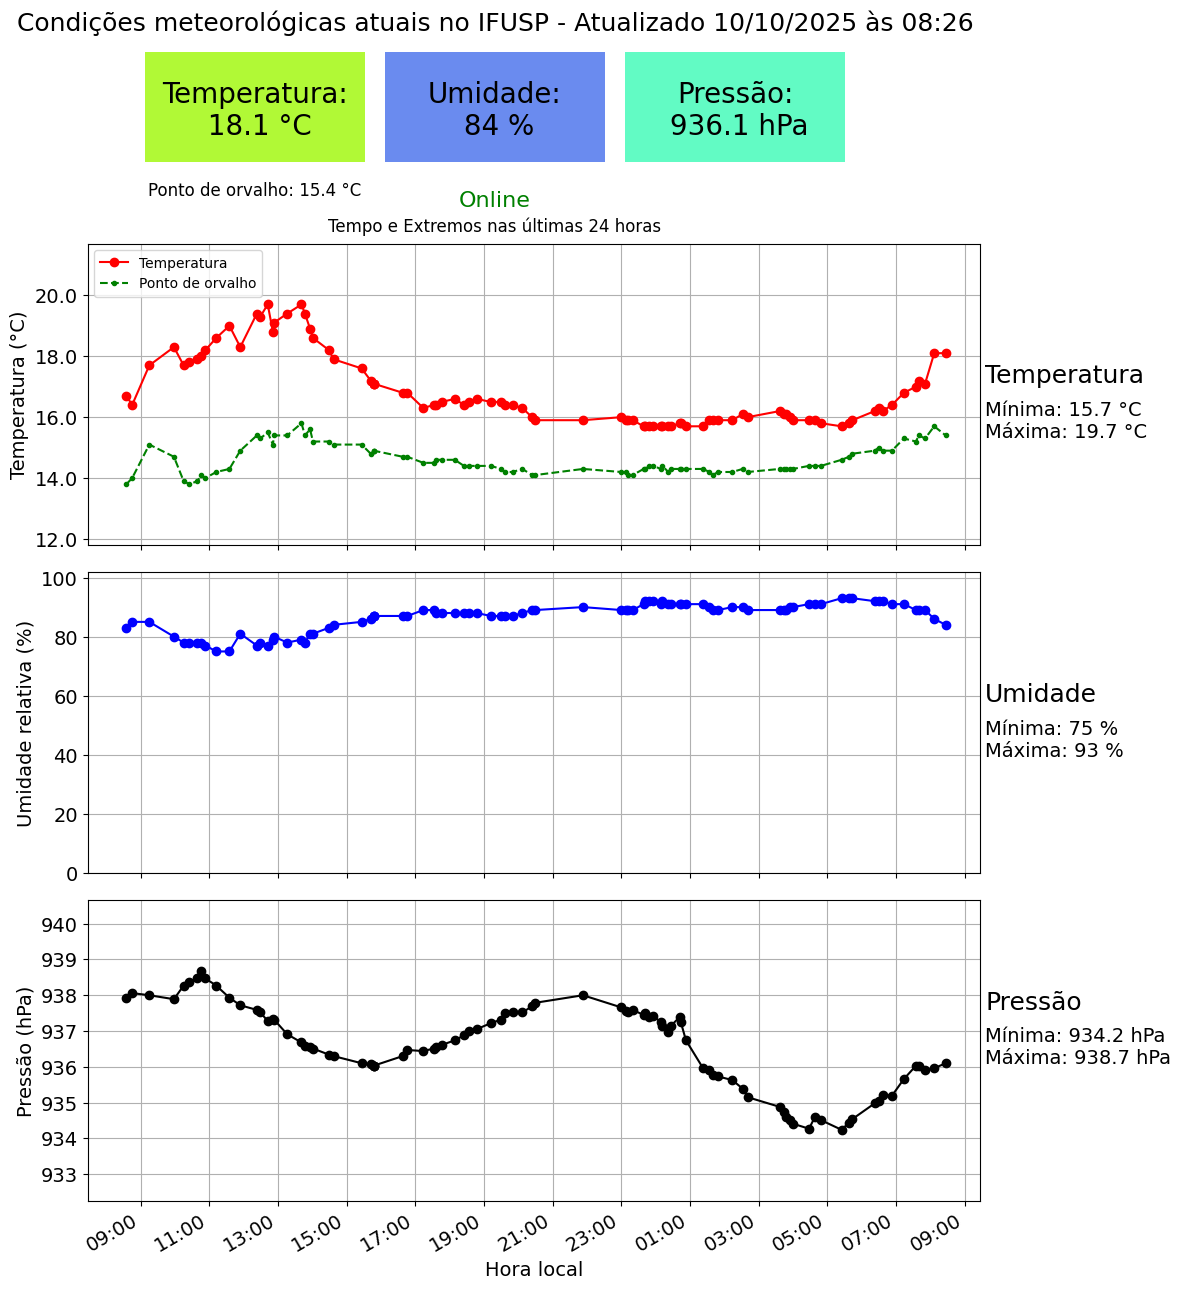 Condições meteorológicas atuais no IFUSP - Atualizado 10/10/2025 às 08:26
Temperatura:
18.1 °C
Umidade:
84 %
Pressão:
936.1 hPa
Ponto de orvalho: 15.4 °C
Online
Tempo e Extremos nas últimas 24 horas
Temperatura
Ponto de orvalho
Temperatura (°C)
20.0
18.0
16.0
14.0
12.0
Temperatura
Mínima: 15.7 °C
Máxima: 19.7 °C
Umidade relativa (%)
100
80
60
40
20
0
Umidade
Mínima: 75 %
Máxima: 93 %
Pressão (hPa)
940
939
938
937
936
935
934
933
Pressão
Mínima: 934.2 hPa
Máxima: 938.7 hPa
09:00 11:00 13:00 15:00 17:00 19:00 21:00 23:00 01:00 03:00 05:00 07:00 09:00
Hora local